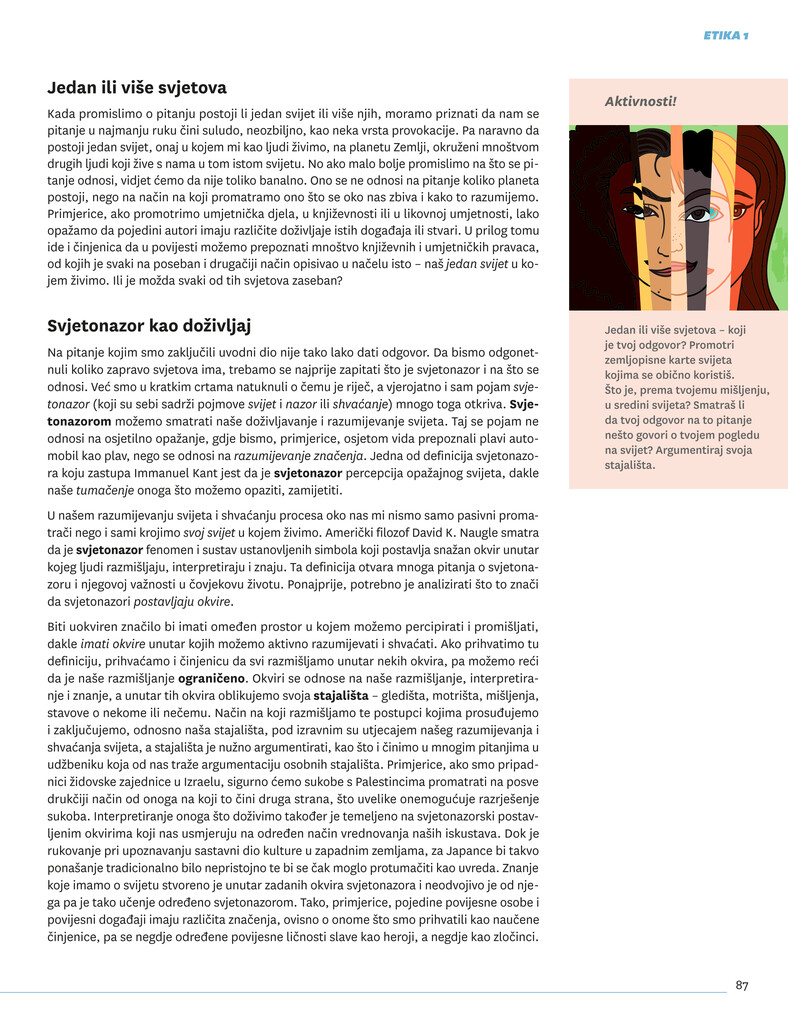 ETIKA 1
Jedan ili više svjetova
Kada promislimo o pitanju postoji li jedan svijet ili više njih, moramo priznati da nam se
pitanje u najmanju ruku čini suludo, neozbiljno, kao neka vrsta provokacije. Pa naravno da
postoji jedan svijet, onaj u kojem mi kao ljudi živimo, na planetu Zemlji, okruženi mnoštvom
drugih ljudi koji žive s nama u tom istom svijetu. No ako malo bolje promislimo na što se pi-
tanje odnosi, vidjet ćemo da nije toliko banalno. Ono se ne odnosi na pitanje koliko planeta
postoji, nego na način na koji promatramo ono što se oko nas zbiva i kako to razumijemo.
Primjerice, ako promotrimo umjetnička djela, u književnosti ili u likovnoj umjetnosti, lako
opažamo da pojedini autori imaju različite doživljaje istih događaja ili stvari. U prilog tomu
ide i činjenica da u povijesti možemo prepoznati mnoštvo književnih i umjetničkih pravaca,
od kojih je svaki na poseban i drugačiji način opisivao u načelu isto – naš jedan svijet u ko-
jem živimo. Ili je možda svaki od tih svjetova zaseban?
Svjetonazor kao doživljaj
Na pitanje kojim smo zaključili uvodni dio nije tako lako dati odgovor. Da bismo odgonet-
nuli koliko zapravo svjetova ima, trebamo se najprije zapitati što je svjetonazor i na što se
odnosi. Već smo u kratkim crtama natuknuli o čemu je riječ, a vjerojatno i sam pojam svje-
tonazor (koji su sebi sadrži pojmove svijet i nazor ili shvaćanje) mnogo toga otkriva. Svje-
tonazorom možemo smatrati naše doživljavanje i razumijevanje svijeta. Taj se pojam ne
odnosi na osjetilno opažanje, gdje bismo, primjerice, osjetom vida prepoznali plavi auto-
mobil kao plav, nego se odnosi na razumijevanje značenja. Jedna od definicija svjetonazo-
ra koju zastupa Immanuel Kant jest da je svjetonazor percepcija opažajnog svijeta, dakle
naše tumačenje onoga što možemo opaziti, zamijetiti.
U našem razumijevanju svijeta i shvaćanju procesa oko nas mi nismo samo pasivni proma-
trači nego i sami krojimo svoj svijet u kojem živimo. Američki filozof David K. Naugle smatra
da je svjetonazor fenomen i sustav ustanovljenih simbola koji postavlja snažan okvir unutar
kojeg ljudi razmišljaju, interpretiraju i znaju. Ta definicija otvara mnoga pitanja o svjetona-
zoru i njegovoj važnosti u čovjekovu životu. Ponajprije, potrebno je analizirati što to znači
da svjetonazori postavljaju okvire.
Biti uokviren značilo bi imati omeđen prostor u kojem možemo percipirati i promišljati,
dakle imati okvire unutar kojih možemo aktivno razumijevati i shvaćati. Ako prihvatimo tu
definiciju, prihvaćamo i činjenicu da svi razmišljamo unutar nekih okvira, pa možemo reći
da je naše razmišljanje ograničeno. Okviri se odnose na naše razmišljanje, interpretira-
nje i znanje, a unutar tih okvira oblikujemo svoja stajališta – gledišta, motrišta, mišljenja,
stavove o nekome ili nečemu. Način na koji razmišljamo te postupci kojima prosuđujemo
i zaključujemo, odnosno naša stajališta, pod izravnim su utjecajem našeg razumijevanja i
shvaćanja svijeta, a stajališta je nužno argumentirati, kao što i činimo u mnogim pitanjima u
udžbeniku koja od nas traže argumentaciju osobnih stajališta. Primjerice, ako smo pripad-
nici židovske zajednice u Izraelu, sigurno ćemo sukobe s Palestincima promatrati na posve
drukčiji način od onoga na koji to čini druga strana, što uvelike onemogućuje razrješenje
sukoba. Interpretiranje onoga što doživimo također je temeljeno na svjetonazorski postav-
ljenim okvirima koji nas usmjeruju na određen način vrednovanja naših iskustava. Dok je
rukovanje pri upoznavanju sastavni dio kulture u zapadnim zemljama, za Japance bi takvo
ponašanje tradicionalno bilo nepristojno te bi se čak moglo protumačiti kao uvreda. Znanje
koje imamo o svijetu stvoreno je unutar zadanih okvira svjetonazora i neodvojivo je od nje-
ga pa je tako učenje određeno svjetonazorom. Tako, primjerice, pojedine povijesne osobe i
povijesni događaji imaju različita značenja, ovisno o onome što smo prihvatili kao naučene
činjenice, pa se negdje određene povijesne ličnosti slave kao heroji, a negdje kao zločinci.
Aktivnosti!
Jedan ili više svjetova – koji
je tvoj odgovor? Promotri
zemljopisne karte svijeta
kojima se obično koristiš.
Što je, prema tvojemu mišljenju,
u sredini svijeta? Smatraš li
da tvoj odgovor na to pitanje
nešto govori o tvojem pogledu
na svijet? Argumentiraj svoja
stajališta.
87